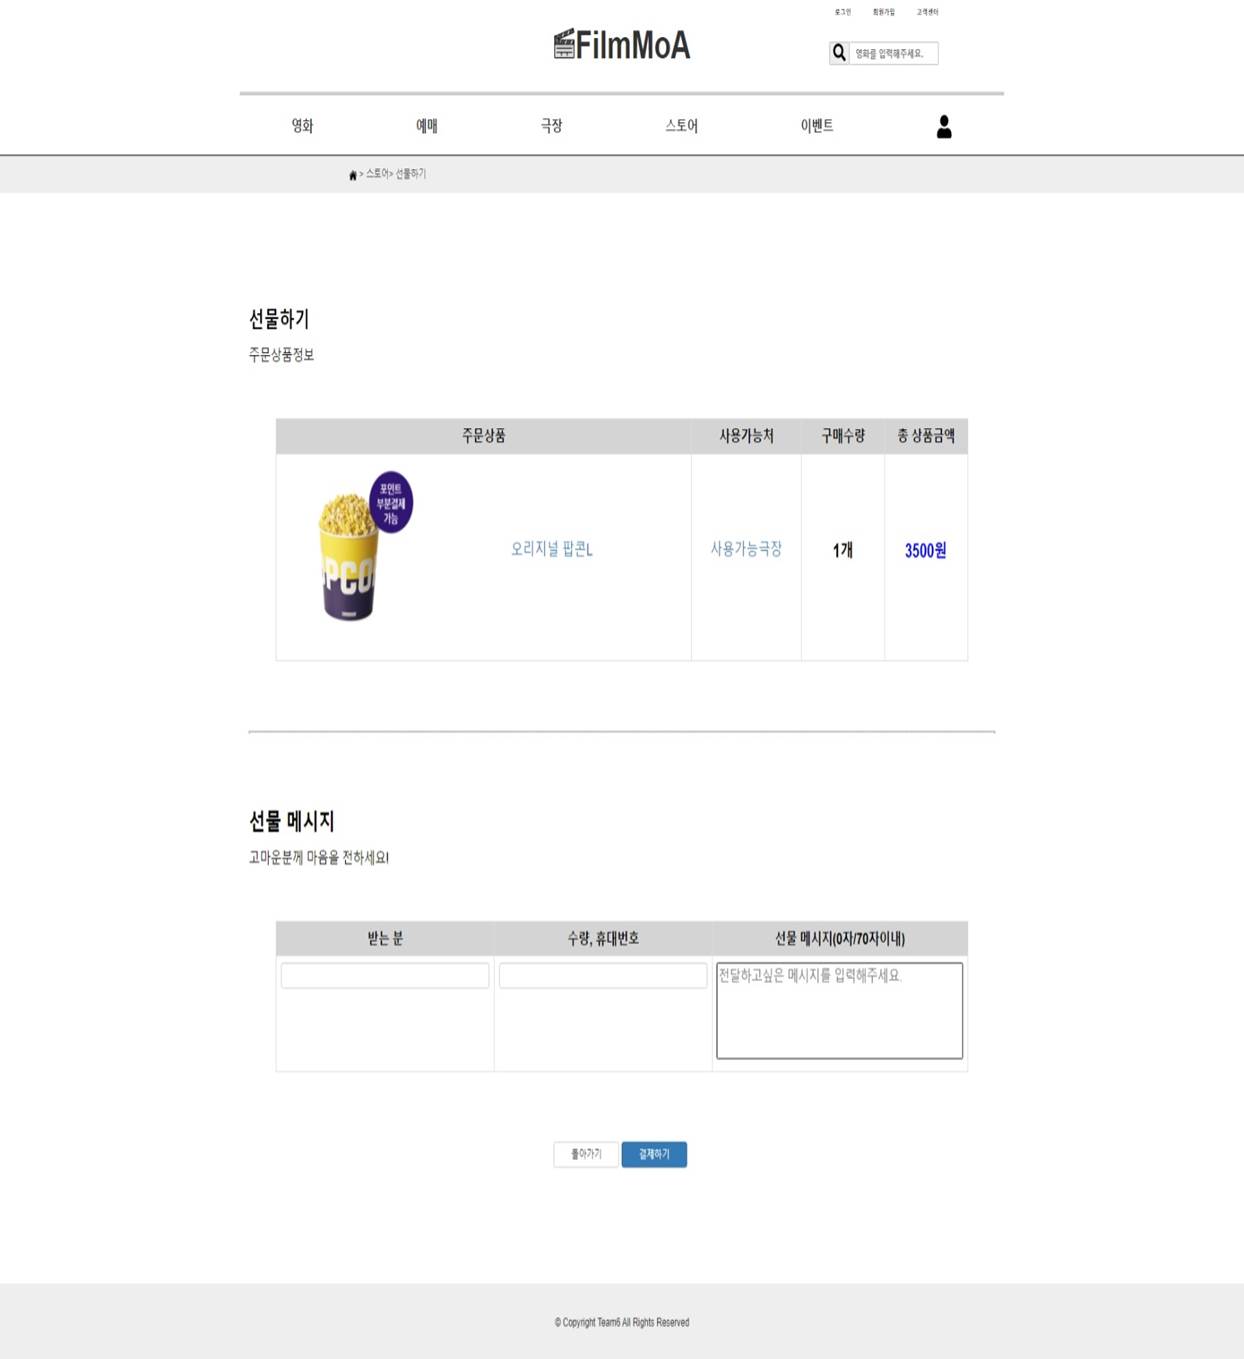 로그인 회원가입 고객센터
FilmMoA
영화를 입력해주세요.
영화 예매 극장 스토어 이벤트
> 스토어> 선물하기
선물하기
주문상품정보
주문상품 사용가능처 구매수량 총 상품금액
포인트
부분결제
가능
PCO
오리지널 팝콘L 사용가능극장 1개 3500원
선물 메시지
고마운분께 마음을 전하세요!
받는 분 수량, 휴대번호 선물 메시지(0자/70자이내)
전달하고싶은 메시지를 입력해주세요.
돌아가기 결제하기
© Copyright Team6 All Rights Reserved